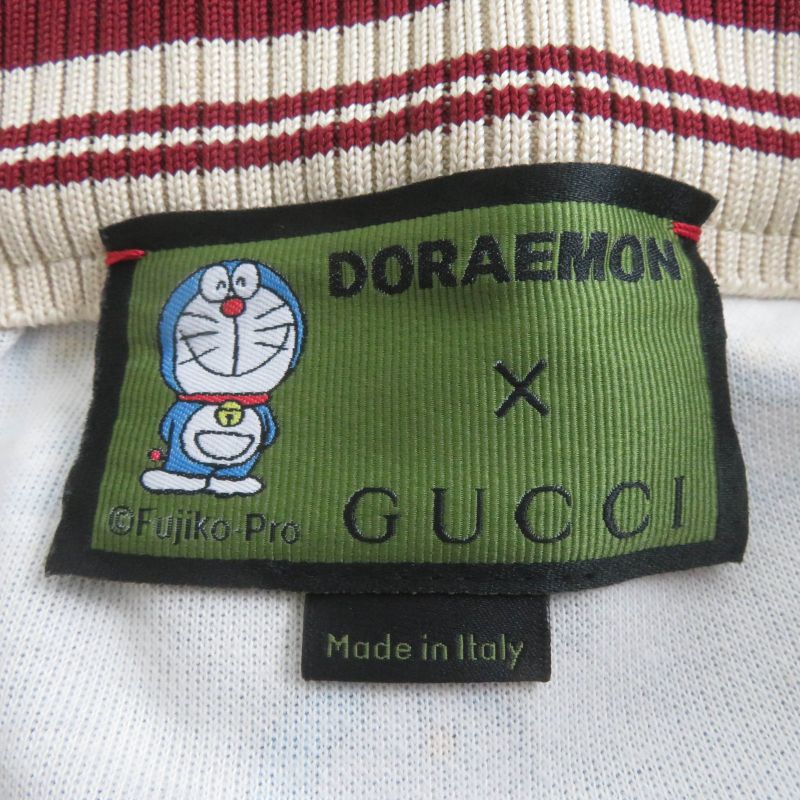 DORAEMON
×
GUCCI
©Fujiko-Pro
Made in Italy